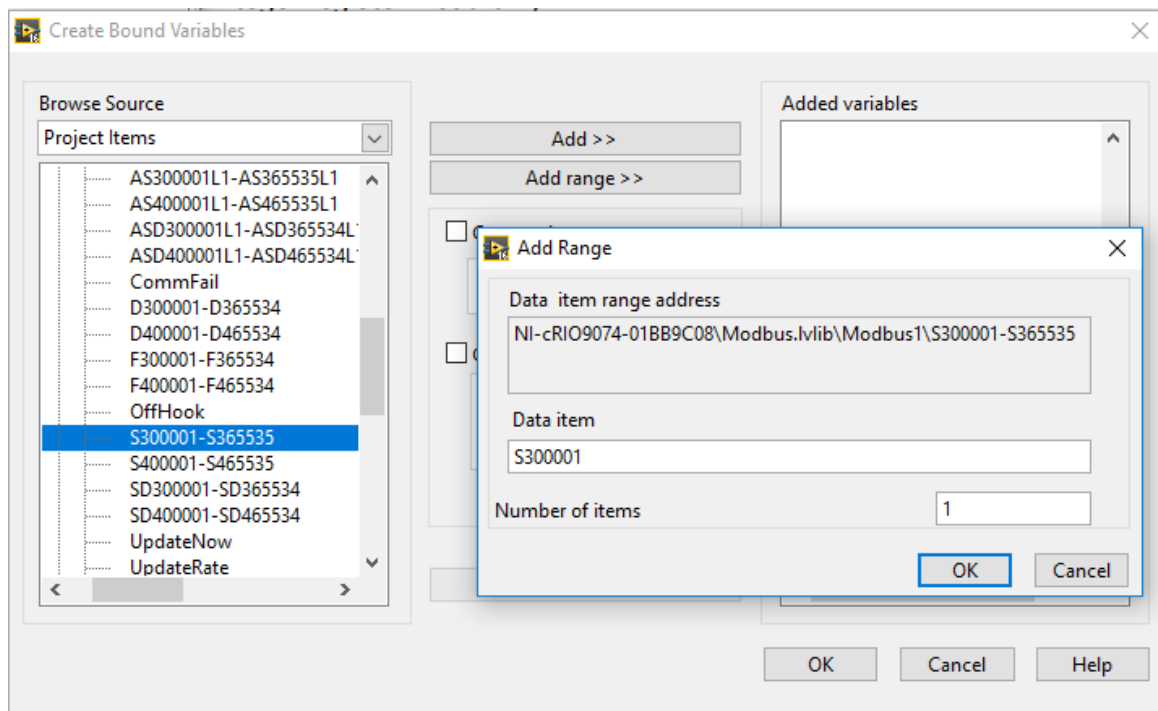 Create Bound Variables
Browse Source
Project Items
AS300001L1-AS365535L1
AS400001L1-AS465535L1
ASD300001L1-ASD365534L
ASD400001L1-ASD465534L
CommFail
D300001-D365534
D400001-D465534
F300001-F365534
F400001-F465534
OffHook
S300001-S365535
S400001-S465535
SD300001-SD365534
SD400001-SD465534
UpdateNow
UpdateRate
Add >>
Add range >>
Added variables
Add Range
Data item range address
NI-cRIO9074-01BB9C08\Modbus.lvlib\Modbus1\S300001-S365535
Data item
S300001
Number of items
1
OK
Cancel
OK
Cancel
Help